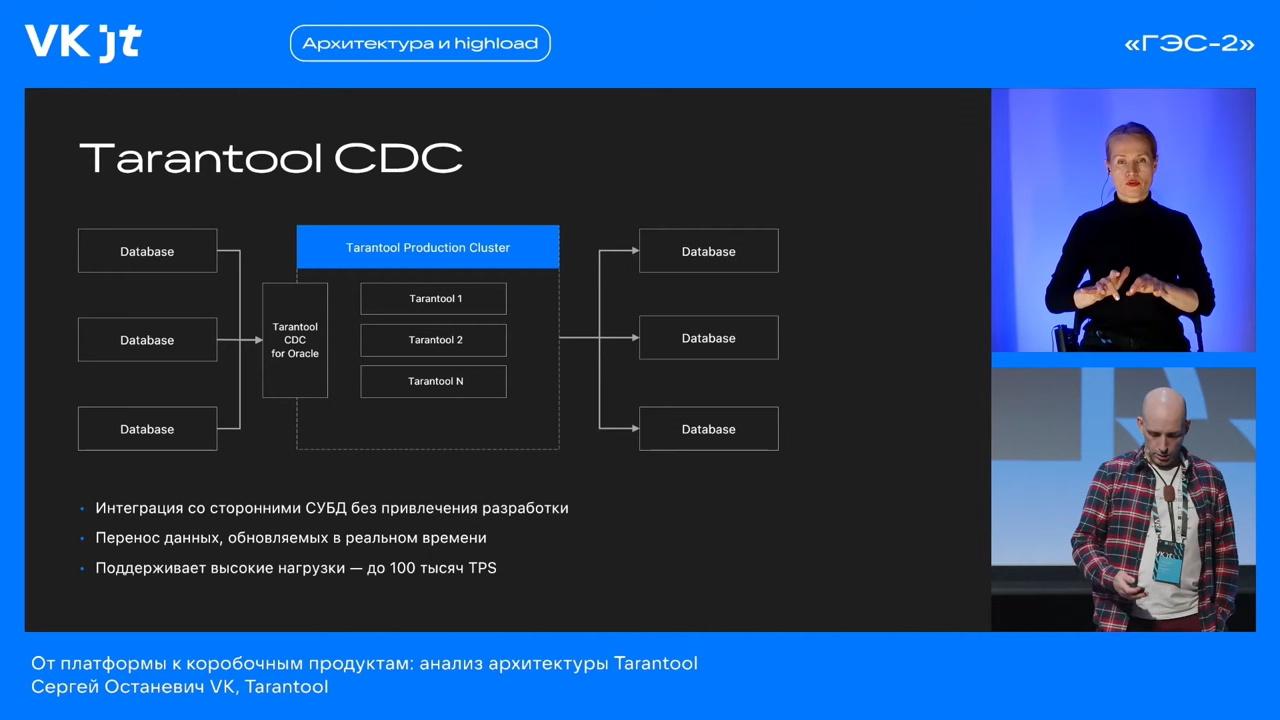 VK jt
Архитектура и highload
«ГЭС-2»
Tarantool CDC
Database
Database
Database
Tarantool
CDC
for Oracle
Tarantool Production Cluster
Tarantool 1
Tarantool 2
Tarantool N
Database
Database
Database
• Интеграция со сторонними СУБД без привлечения разработки
• Перенос данных, обновляемых в реальном времени
• Поддерживает высокие нагрузки — до 100 тысяч TPS
От платформы к коробочным продуктам: анализ архитектуры Tarantool
Сергей Останевич VK, Tarantool